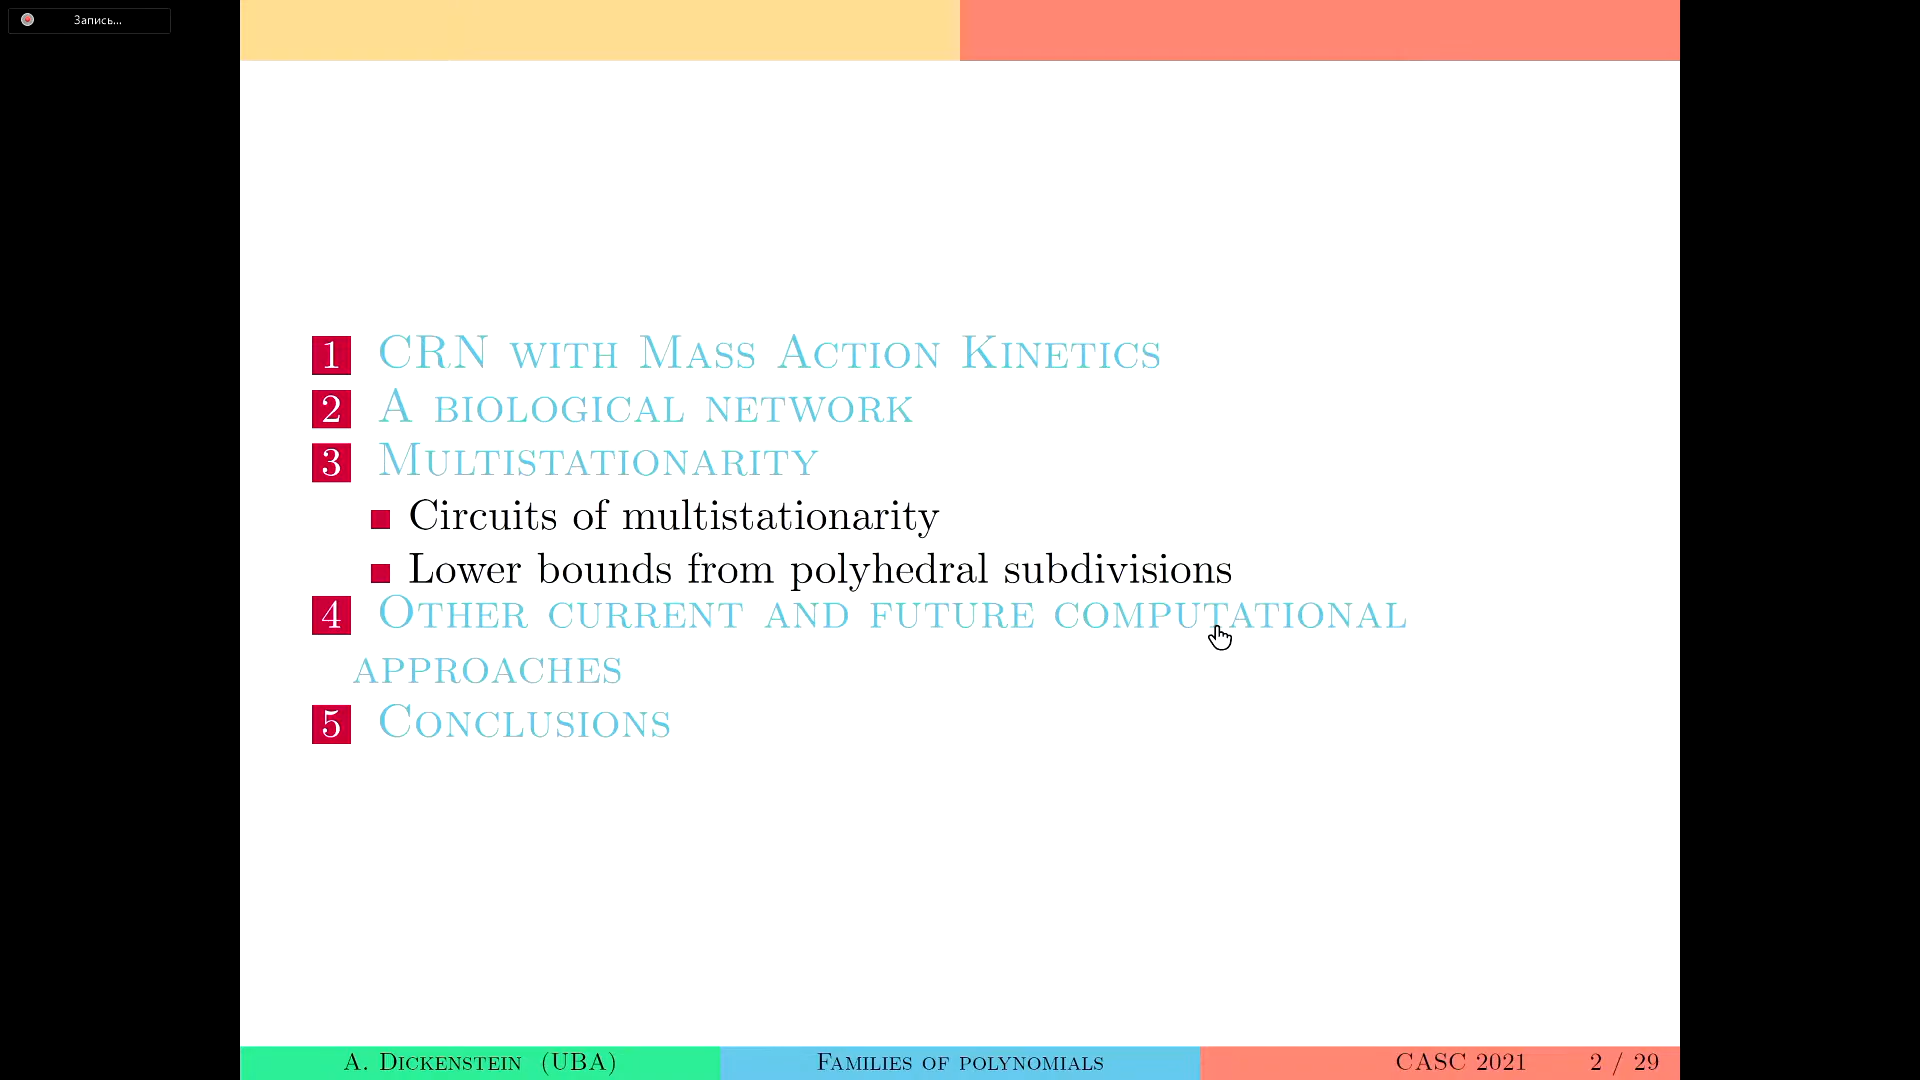 Запись...
1 CRN with Mass Action Kinetics
2 A biological network
3 Multistationarity
Circuits of multistationarity
Lower bounds from polyhedral subdivisions
4 Other current and future computational
approaches
5 Conclusions
A. Dickenstein (UBA) Families of polynomials CASC 2021 2 / 29